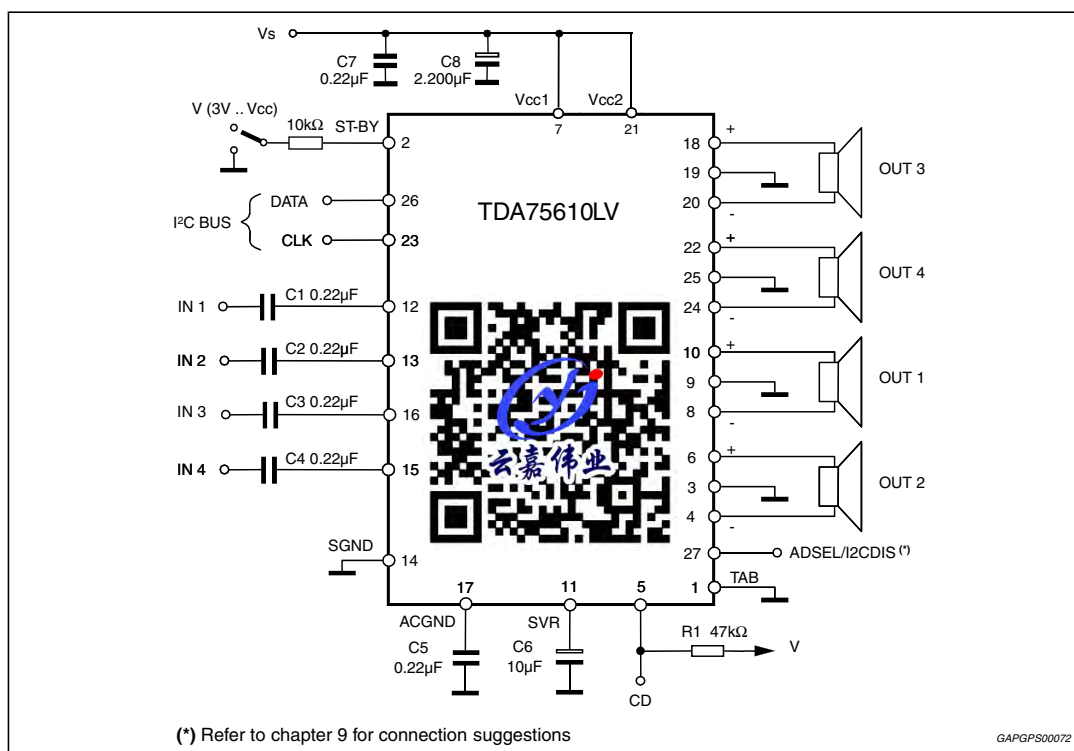 Vs
C7
0.22µF
C8
2.200µF
Vcc1
Vcc2
7
21
V (3V .. Vcc)
10kΩ
ST-BY
2
I²C BUS
DATA
26
CLK
23
TDA75610LV
IN 1
C1 0.22µF
12
IN 2
C2 0.22µF
13
IN 3
C3 0.22µF
16
IN 4
C4 0.22µF
15
SGND
14
云嘉伟业
18
+
19
20
-
OUT 3
22
+
25
24
-
OUT 4
10
+
9
8
-
OUT 1
6
+
3
4
-
OUT 2
27
ADSEL/I2CDIS (*)
1
TAB
17
11
5
ACGND
SVR
C5
0.22µF
C6
10µF
CD
R1 47kΩ
V
(*) Refer to chapter 9 for connection suggestions
GAPGPS00072